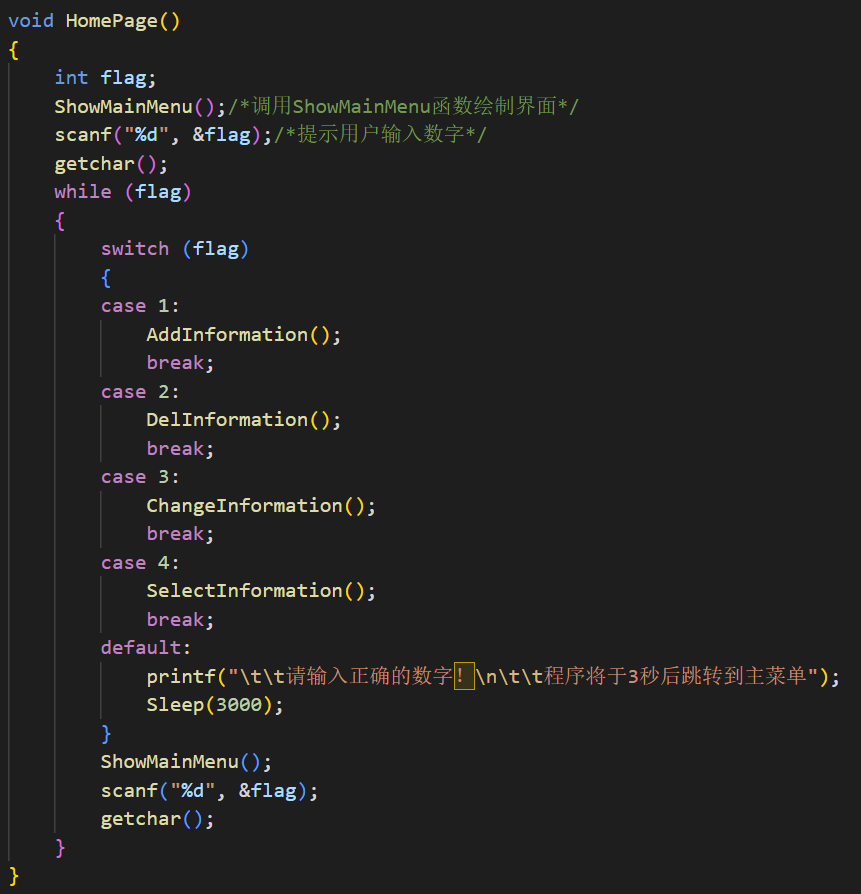 void HomePage()
{
    int flag;
    ShowMainMenu();/*调用ShowMainMenu函数绘制界面*/
    scanf("%d", &flag);/*提示用户输入数字*/
    getchar();
    while (flag)
    {
        switch (flag)
        {
        case 1:
            AddInformation();
            break;
        case 2:
            DelInformation();
            break;
        case 3:
            ChangeInformation();
            break;
        case 4:
            SelectInformation();
            break;
        default:
            printf("\t\t请输入正确的数字！\n\t\t程序将于3秒后跳转到主菜单");
            Sleep(3000);
        }
        ShowMainMenu();
        scanf("%d", &flag);
        getchar();
    }
}